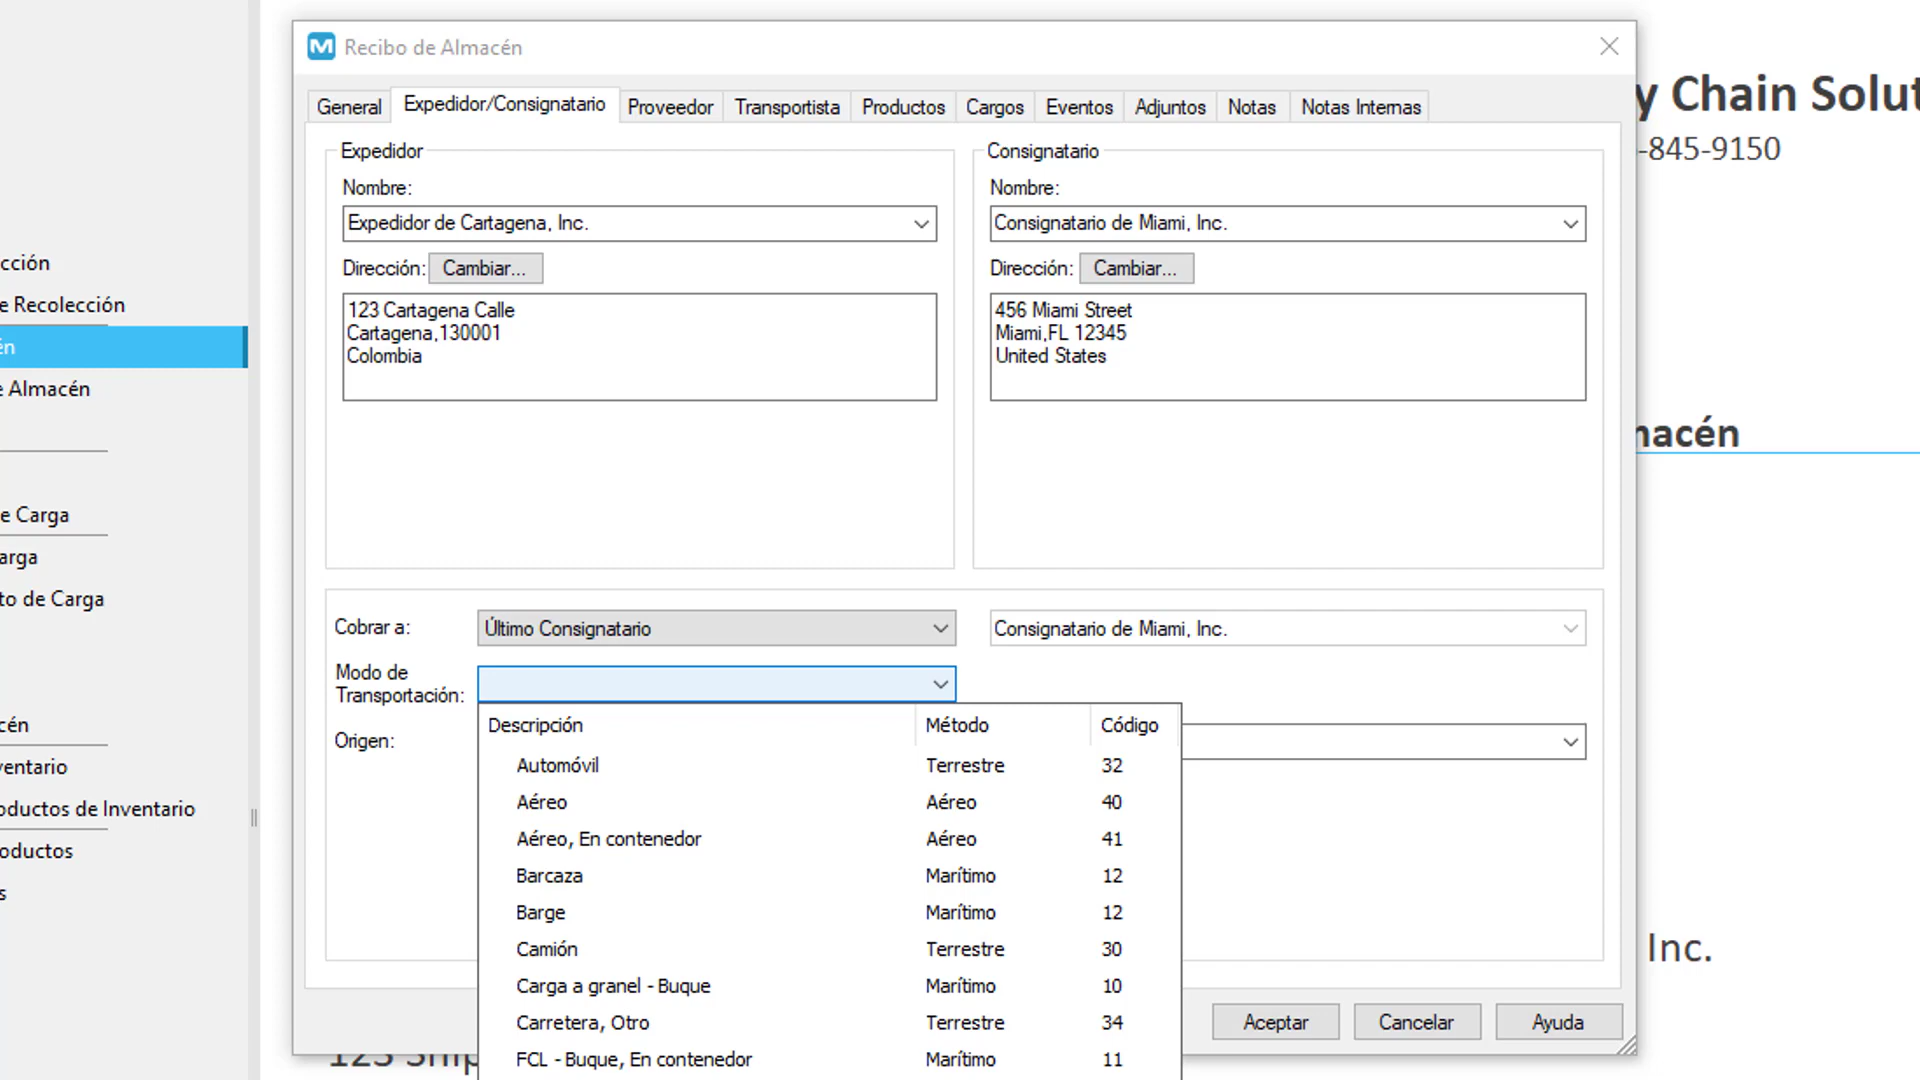 Recibo de Almacén
General
Expedidor/Consignatario
Proveedor
Transportista
Productos
Cargos
Eventos
Adjuntos
Notas
Notas Internas
y Chain Solut
-845-9150
cción
e Recolección
én
e Almacén
e Carga
arga
to de Carga
cén
ventario
oductos de Inventario
oductos
s
Expedidor
Nombre:
Expedidor de Cartagena, Inc.
Dirección: Cambiar...
123 Cartagena Calle
Cartagena,130001
Colombia
Consignatario
Nombre:
Consignatario de Miami, Inc.
Dirección: Cambiar...
456 Miami Street
Miami,FL 12345
United States
macén
Cobrar a: Último Consignatario Consignatario de Miami, Inc.
Modo de
Transportación:
Origen:
Descripción Método Código
Automóvil Terrestre 32
Aéreo Aéreo 40
Aéreo, En contenedor Aéreo 41
Barcaza Marítimo 12
Barge Marítimo 12
Camión Terrestre 30
Carga a granel - Buque Marítimo 10
Carretera, Otro Terrestre 34
FCL - Buque, En contenedor Marítimo 11
Inc.
Aceptar Cancelar Ayuda
123 Ship